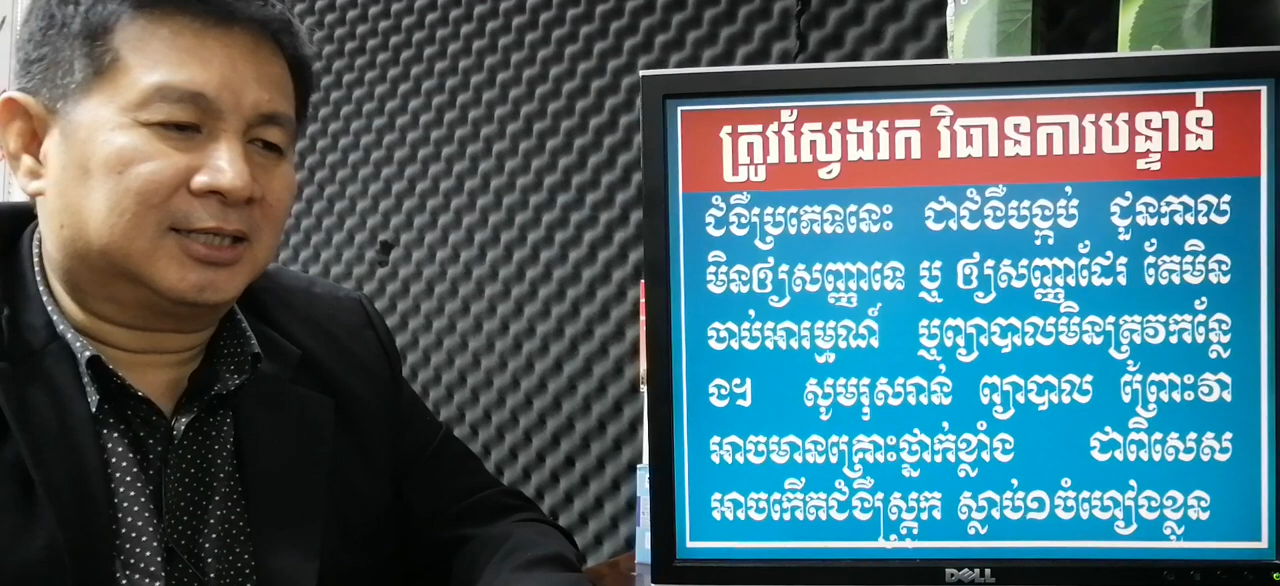 ត្រូវស្វែងរក វិធានការបន្ទាន់
ជំងឺប្រភេទនេះ ជាជំងឺបង្កប់ ជួនកាល
មិនឲ្យសញ្ញាទេ ឬ ឲ្យសញ្ញាដែរ តែមិន
ចាប់អារម្មណ៍ ឬព្យាបាលមិនត្រូវកន្លែ
ង។ សូមរុសរាន់ ព្យាបាល ព្រោះវា
អាចមានគ្រោះថ្នាក់ខ្លាំង ជាពិសេស
អាចកើតជំងឺស្ត្រូក ស្លាប់១ចំហៀងខ្លួន
DELL